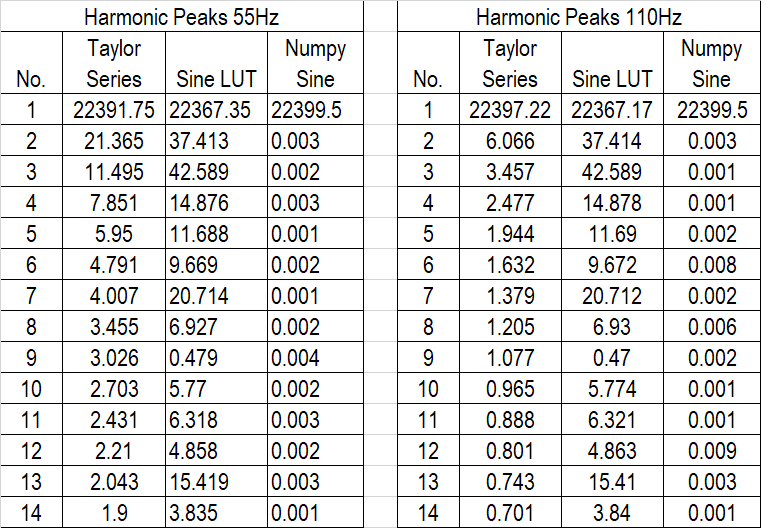 Harmonic Peaks 55Hz Harmonic Peaks 110Hz
Taylor Numpy Taylor Numpy
No. Series Sine LUT Sine No. Series Sine LUT Sine
1 22391.75 22367.35 22399.5 1 22397.22 22367.17 22399.5
2 21.365 37.413 0.003 2 6.066 37.414 0.003
3 11.495 42.589 0.002 3 3.457 42.589 0.001
4 7.851 14.876 0.003 4 2.477 14.878 0.001
5 5.95 11.688 0.001 5 1.944 11.69 0.002
6 4.791 9.669 0.002 6 1.632 9.672 0.008
7 4.007 20.714 0.001 7 1.379 20.712 0.002
8 3.455 6.927 0.002 8 1.205 6.93 0.006
9 3.026 0.479 0.004 9 1.077 0.47 0.002
10 2.703 5.77 0.002 10 0.965 5.774 0.001
11 2.431 6.318 0.003 11 0.888 6.321 0.001
12 2.21 4.858 0.002 12 0.801 4.863 0.009
13 2.043 15.419 0.003 13 0.743 15.41 0.003
14 1.9 3.835 0.001 14 0.701 3.84 0.001